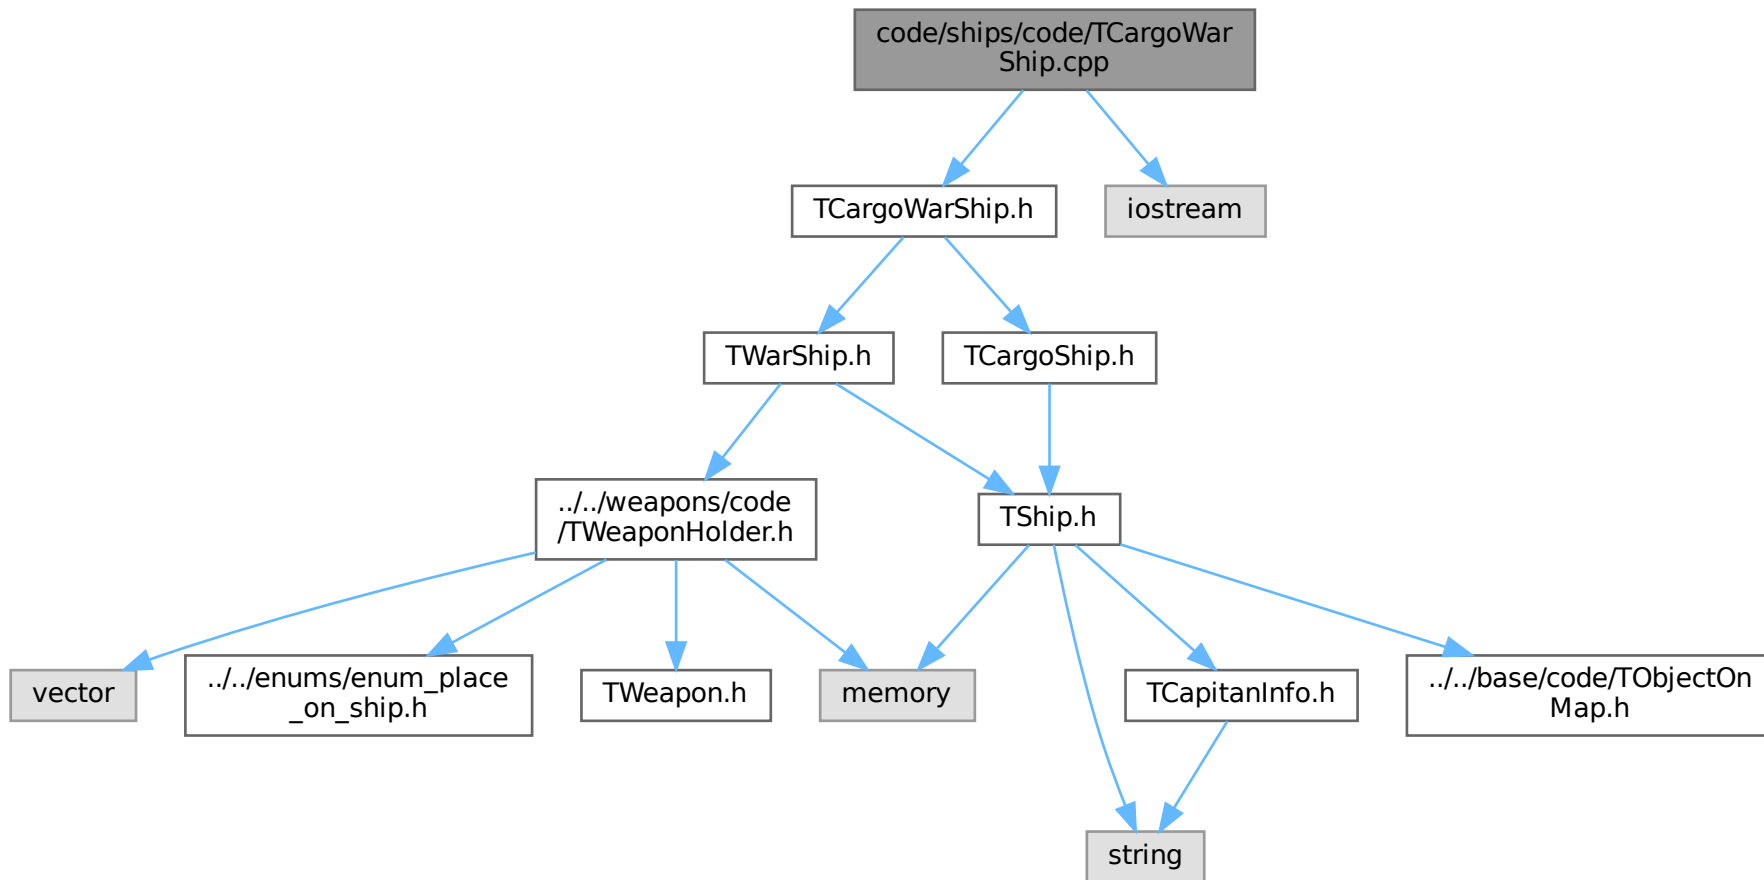 code/ships/code/TCargoWar
Ship.cpp
TCargoWarShip.h
iostream
TWarShip.h
TCargoShip.h
../../weapons/code
/TWeaponHolder.h
TShip.h
vector
../../enums/enum_place
_on_ship.h
TWeapon.h
memory
TCapitanInfo.h
../../base/code/TObjectOn
Map.h
string